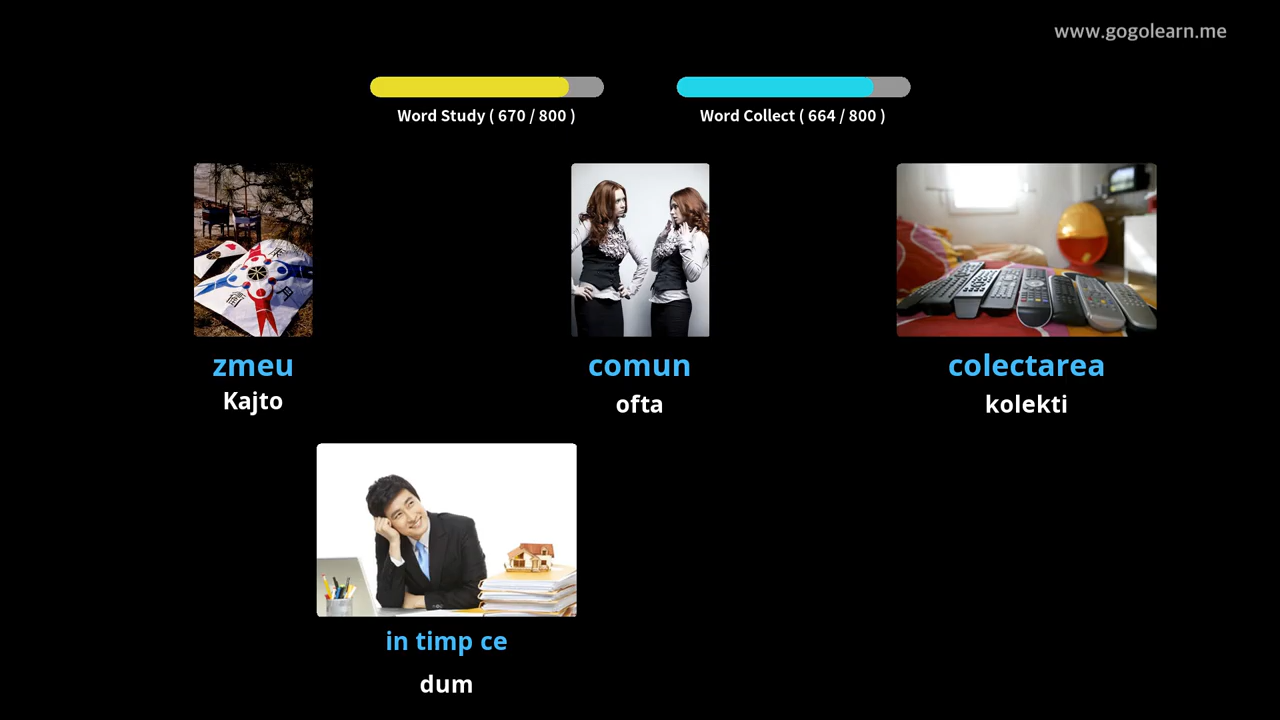 www.gogolearn.me
Word Study ( 670 / 800 )
Word Collect ( 664 / 800 )
zmeu
Kajto
comun
ofta
colectarea
kolekti
in timp ce
dum